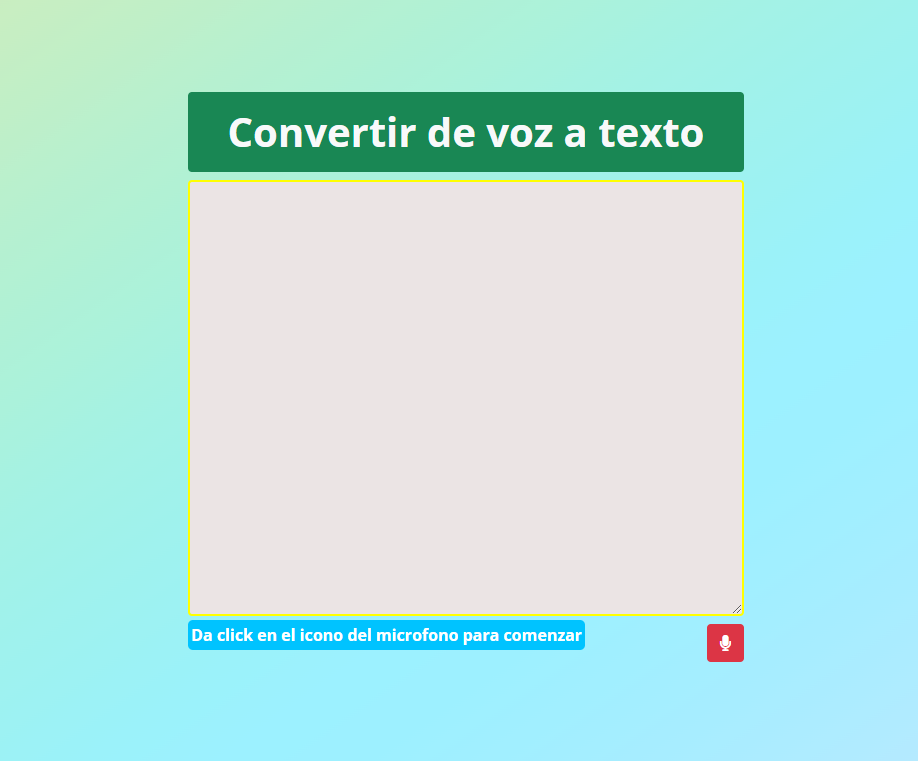 Convertir de voz a texto
Da click en el icono del microfono para comenzar